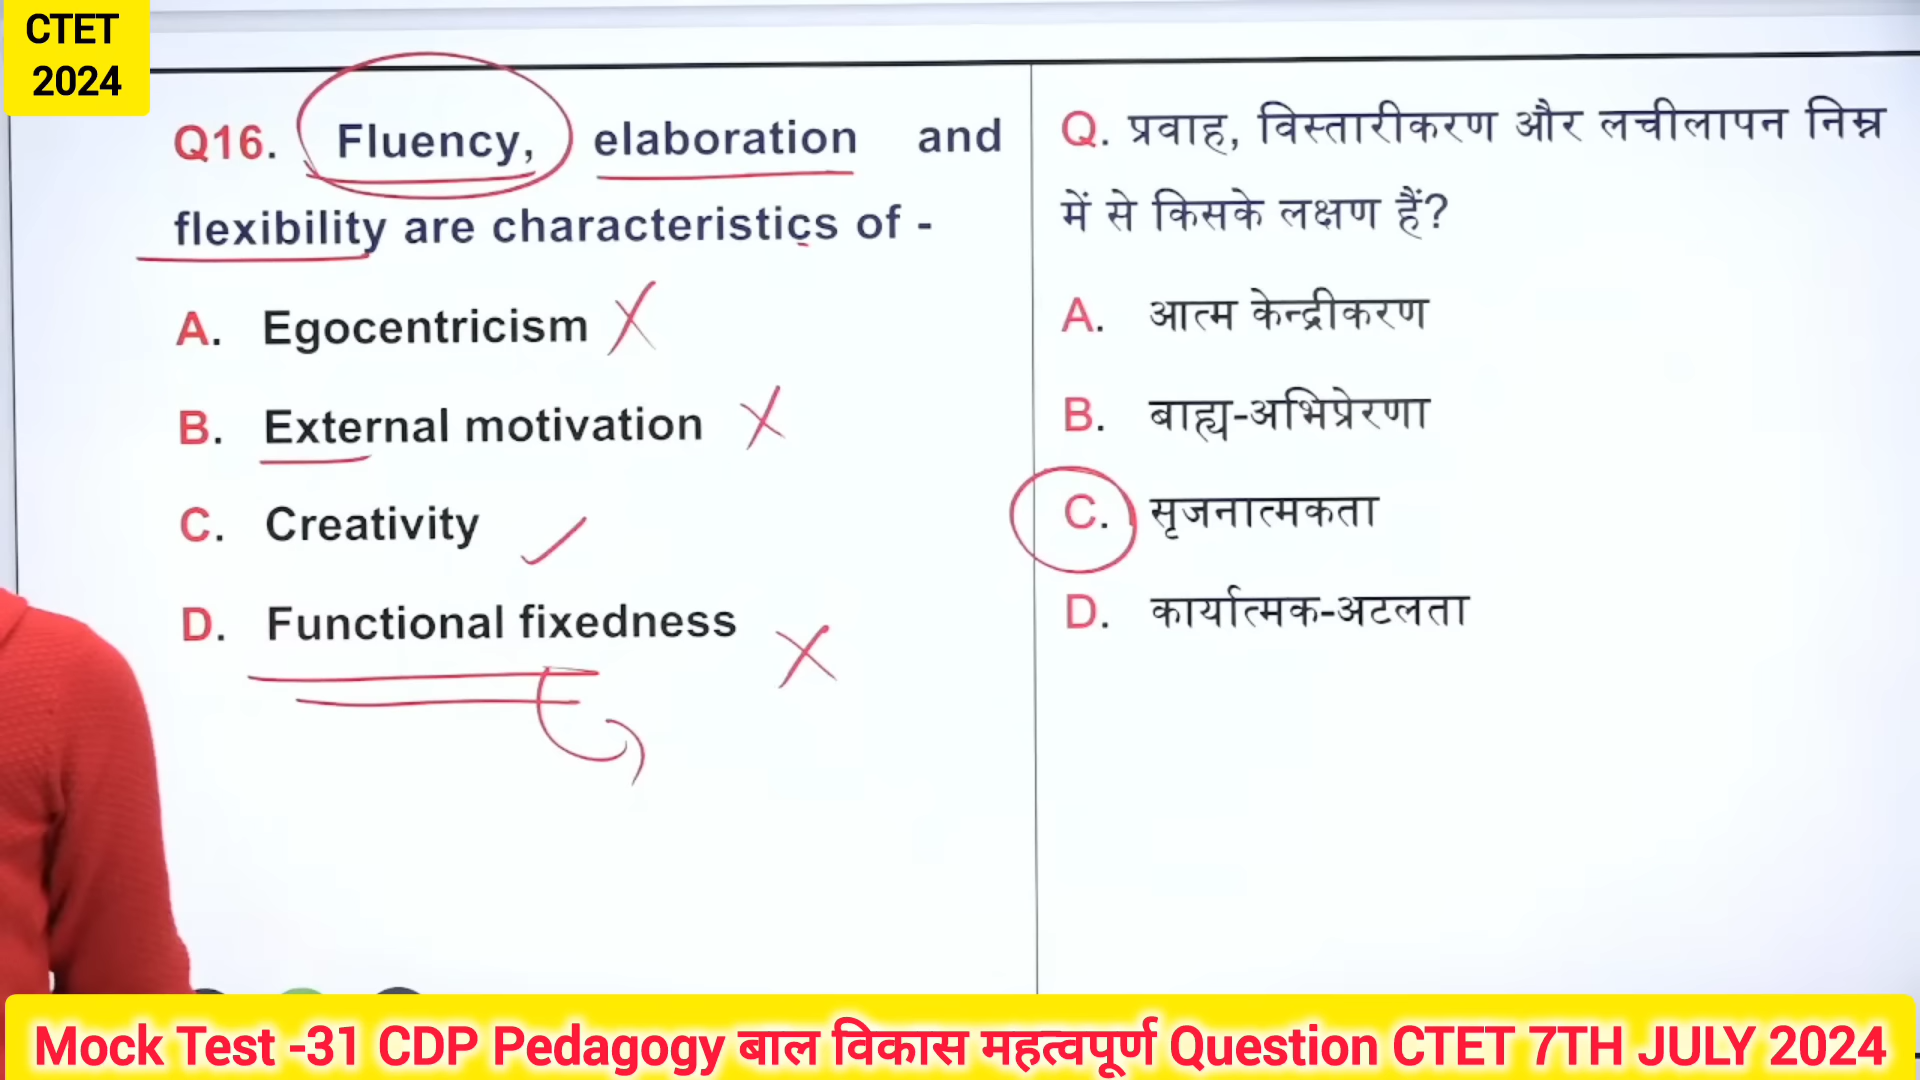 CTET
2024
Q16. Fluency, elaboration and
flexibility are characteristics of -
A. Egocentricism
B. External motivation
C. Creativity
D. Functional fixedness
Q. प्रवाह, विस्तारीकरण और लचीलापन निम्न
में से किसके लक्षण हैं?
A. आत्म केन्द्रीकरण
B. बाह्य-अभिप्रेरणा
C. सृजनात्मकता
D. कार्यात्मक-अटलता
Mock Test -31 CDP Pedagogy बाल विकास महत्वपूर्ण Question CTET 7TH JULY 2024